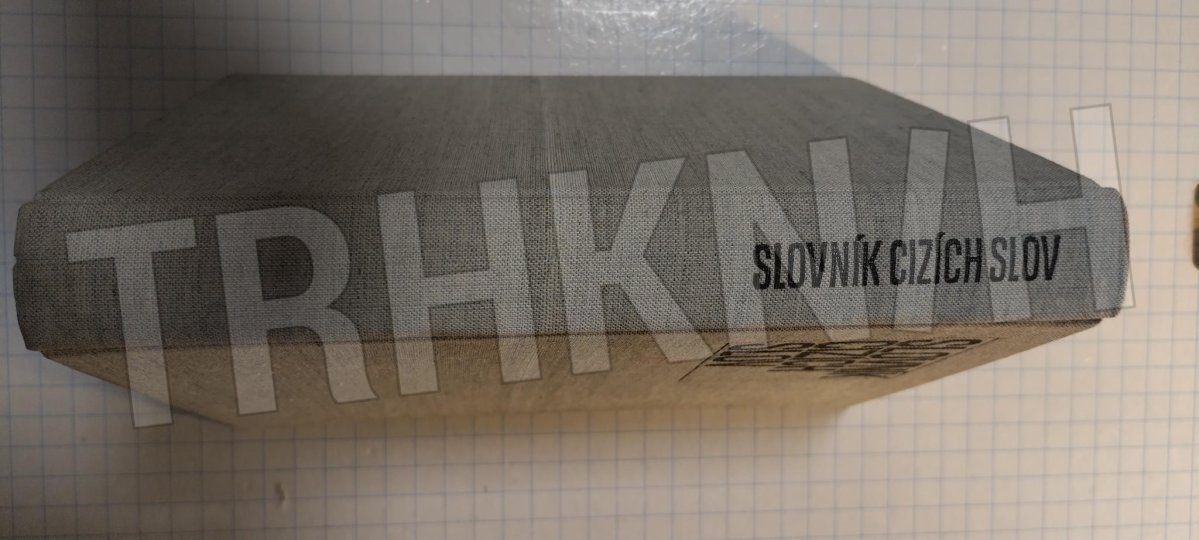 SLOVNÍK CIZÍCH SLOV
TRHKNIH